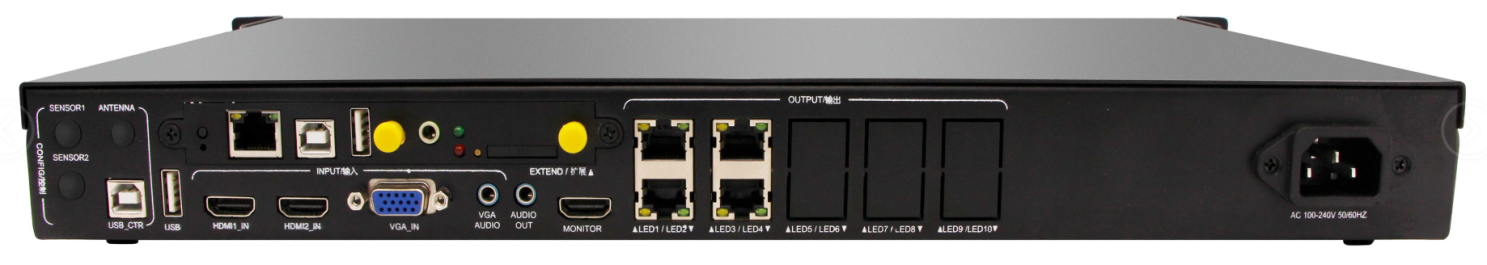 SENSOR1
ANTENNA
SENSOR2
CONFIG/控制
USB_CTR
USB
INPUT/输入
HDMI1_IN
HDMI2_IN
VGA_IN
VGA
AUDIO
AUDIO
OUT
EXTEND / 扩展▲
MONITOR
OUTPUT/输出
▲LED1 / LED2▼
▲LED3 / LED4▼
▲LED5 / LED6▼
▲LED7 / LED8▼
▲LED9 /LED10▼
AC 100-240V 50/60HZ